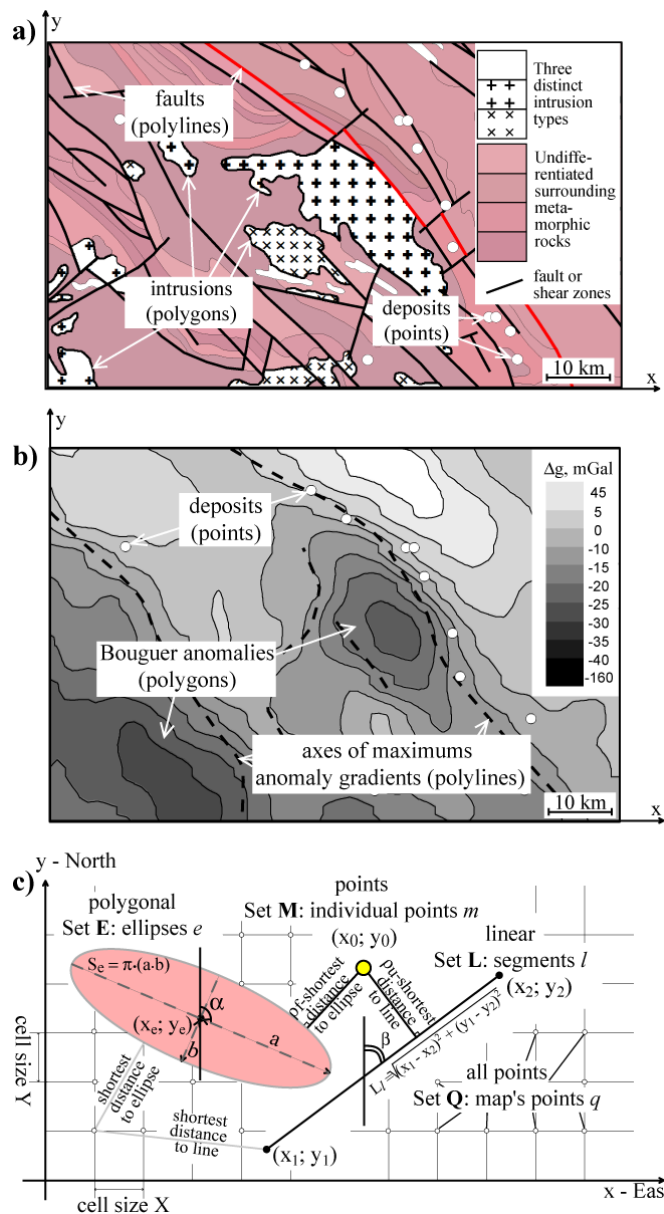 y
a)
faults
(polylines)
Three
distinct
intrusion
types
Undiffe-
rentiated
surrounding
meta-
morphic
rocks
intrusions
(polygons)
fault or
shear zones
deposits
(points)
10 km
x
y
b)
Δg, mGal
45
5
0
-10
-15
-20
-25
-30
-35
-40
-160
deposits
(points)
Bouguer anomalies
(polygons)
axes of maximums
anomaly gradients (polylines)
10 km
x
y - North
c)
polygonal
Set E: ellipses e
points
Set M: individual points m
(x₀; y₀)
linear
Set L: segments l
(x₂; y₂)
Sₑ = π·(a·b)
(xₑ; yₑ)
α
a
b
ρr-shortest
distance
to ellipse
ρu-shortest
distance
to line
β
Lₗ =√(x₁ - x₂)² + (y₁ - y₂)²
cell size Y
shortest
distance
to ellipse
shortest
distance
to line
all points
Set Q: map's points q
(x₁; y₁)
cell size X
x - Eas